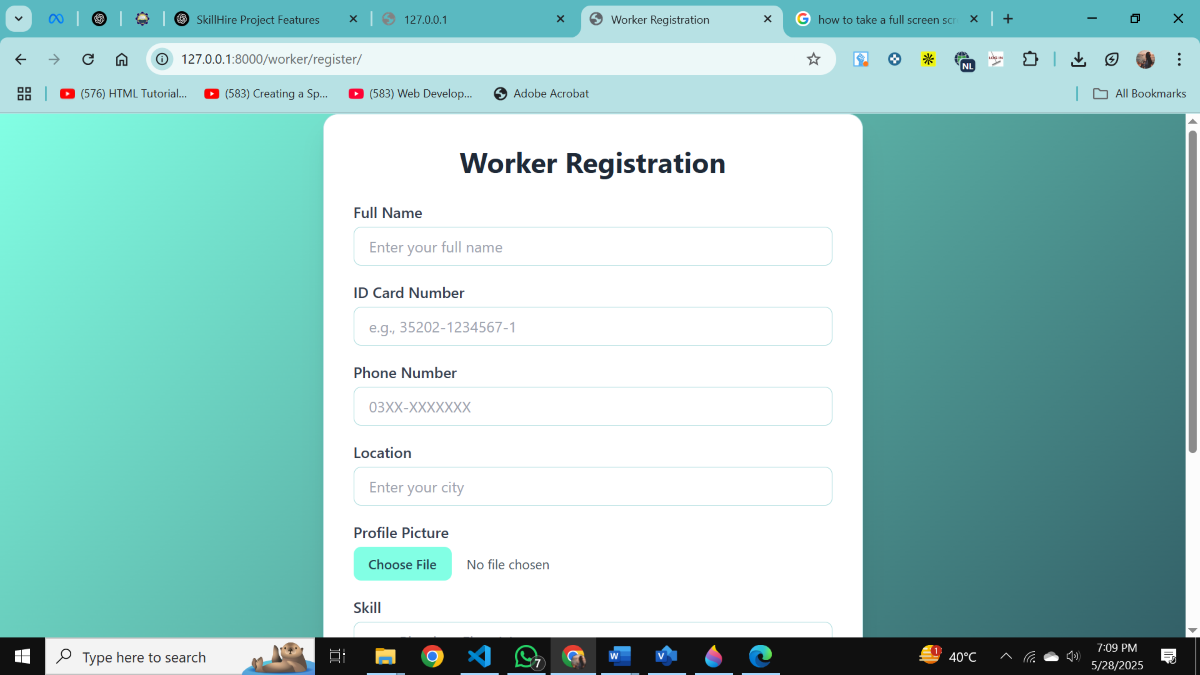 SkillHire Project Features
127.0.0.1
Worker Registration
how to take a full screen scr
127.0.0.1:8000/worker/register/
NL
(576) HTML Tutorial...
(583) Creating a Sp...
(583) Web Develop...
Adobe Acrobat
All Bookmarks
Worker Registration
Full Name
Enter your full name
ID Card Number
e.g., 35202-1234567-1
Phone Number
03XX-XXXXXXX
Location
Enter your city
Profile Picture
Choose File
No file chosen
Skill
Type here to search
7
1
40°C
7:09 PM
5/28/2025